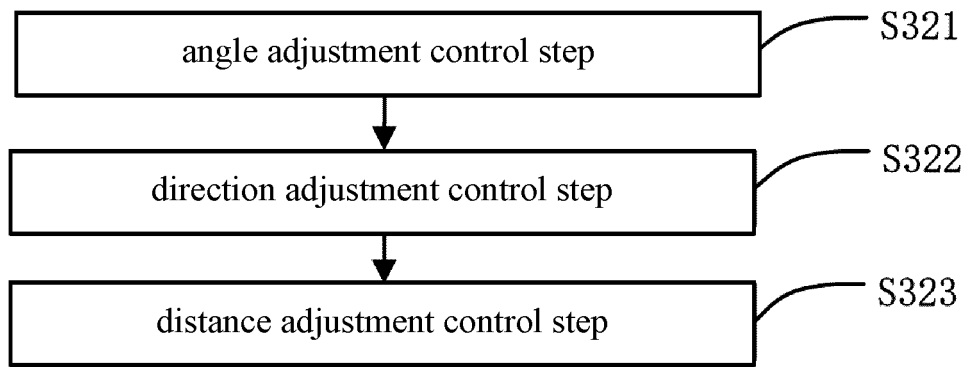 angle adjustment control step
S321
direction adjustment control step
S322
distance adjustment control step
S323